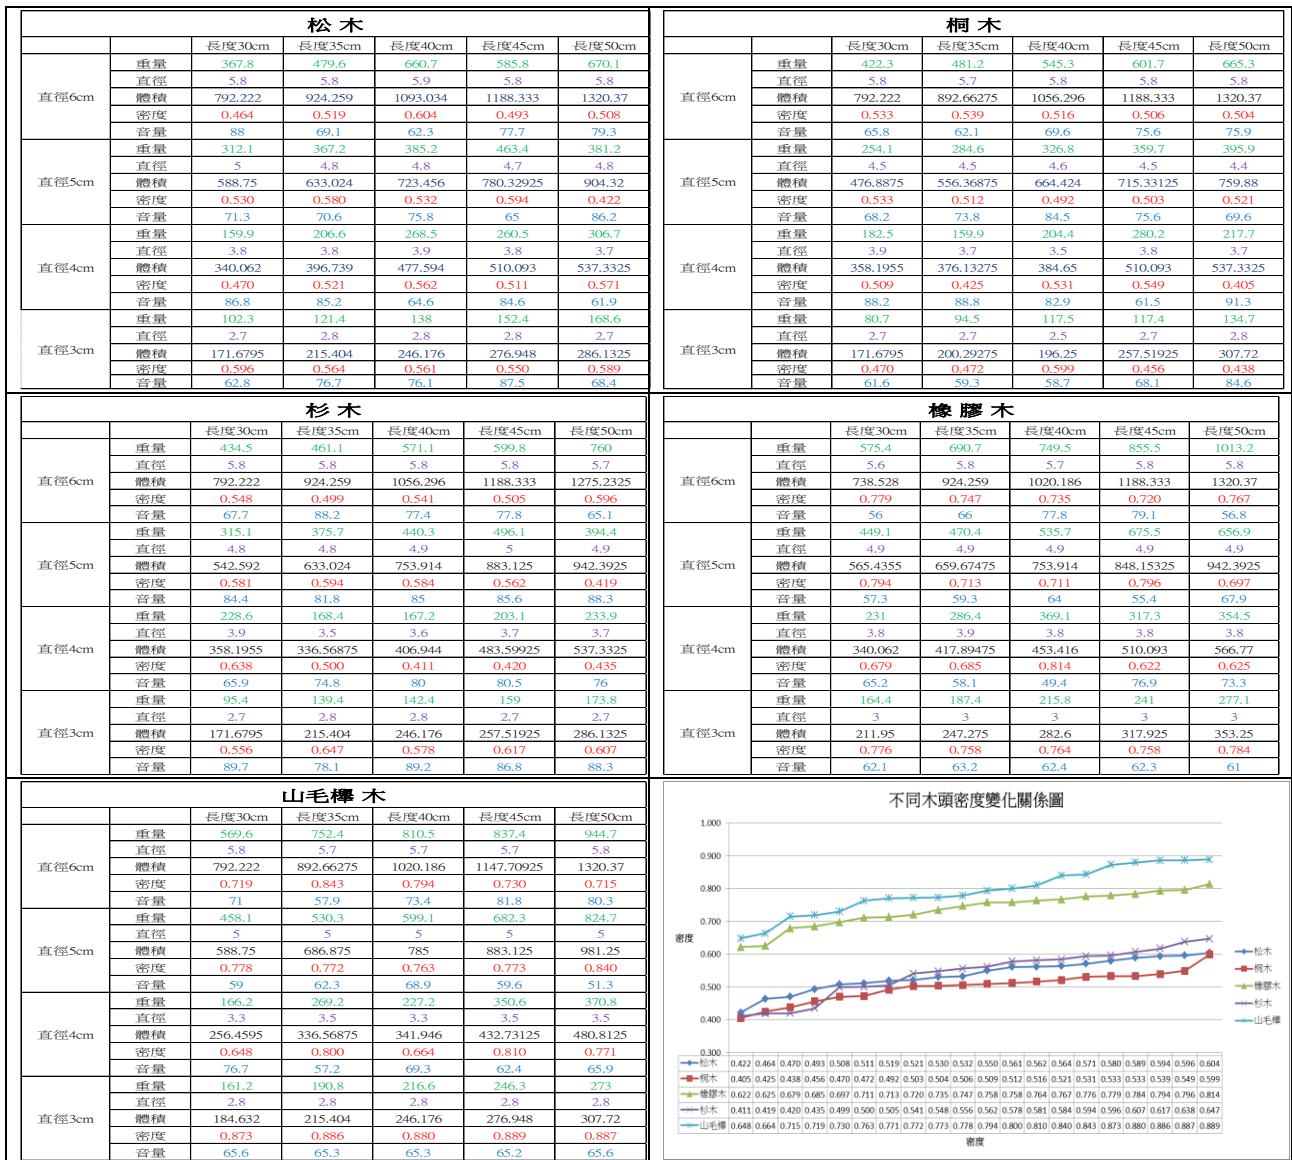 松 木
長度30cm 長度35cm 長度40cm 長度45cm 長度50cm
直徑6cm 重量 367.8 479.6 660.7 585.8 670.1
直徑 5.8 5.8 5.9 5.8 5.8
體積 792.222 924.259 1093.034 1188.333 1320.37
密度 0.464 0.519 0.604 0.493 0.508
音量 88 69.1 62.3 77.7 79.3
直徑5cm 重量 312.1 367.2 385.2 463.4 381.2
直徑 5 4.8 4.8 4.7 4.8
體積 588.75 633.024 723.456 780.32925 904.32
密度 0.530 0.580 0.532 0.594 0.422
音量 71.3 70.6 75.8 65 86.2
直徑4cm 重量 159.9 206.6 268.5 260.5 306.7
直徑 3.8 3.8 3.9 3.8 3.7
體積 340.062 396.739 477.594 510.093 537.3325
密度 0.470 0.521 0.562 0.511 0.571
音量 86.8 85.2 64.6 84.6 61.9
直徑3cm 重量 102.3 121.4 138 152.4 168.6
直徑 2.7 2.8 2.8 2.8 2.7
體積 171.6795 215.404 246.176 276.948 286.1325
密度 0.596 0.564 0.561 0.550 0.589
音量 62.8 76.7 76.1 87.5 68.4
桐 木
長度30cm 長度35cm 長度40cm 長度45cm 長度50cm
直徑6cm 重量 422.3 481.2 545.3 601.7 665.3
直徑 5.8 5.7 5.8 5.8 5.8
體積 792.222 892.66275 1056.296 1188.333 1320.37
密度 0.533 0.539 0.516 0.506 0.504
音量 65.8 62.1 69.6 75.6 75.9
直徑5cm 重量 254.1 284.6 326.8 359.7 395.9
直徑 4.5 4.5 4.6 4.5 4.4
體積 476.8875 556.36875 664.424 715.33125 759.88
密度 0.533 0.512 0.492 0.503 0.521
音量 68.2 73.8 84.5 75.6 69.6
直徑4cm 重量 182.5 159.9 204.4 280.2 217.7
直徑 3.9 3.7 3.5 3.8 3.7
體積 358.1955 376.13275 384.65 510.093 537.3325
密度 0.509 0.425 0.531 0.549 0.405
音量 88.2 88.8 82.9 61.5 91.3
直徑3cm 重量 80.7 94.5 117.5 117.4 134.7
直徑 2.7 2.7 2.5 2.7 2.8
體積 171.6795 200.29275 196.25 257.51925 307.72
密度 0.470 0.472 0.599 0.456 0.438
音量 61.6 59.3 58.7 68.1 84.6
杉 木
長度30cm 長度35cm 長度40cm 長度45cm 長度50cm
直徑6cm 重量 434.5 461.1 571.1 599.8 760
直徑 5.8 5.8 5.8 5.8 5.7
體積 792.222 924.259 1056.296 1188.333 1275.2325
密度 0.548 0.499 0.541 0.505 0.596
音量 67.7 88.2 77.4 77.8 65.1
直徑5cm 重量 315.1 375.7 440.3 496.1 394.4
直徑 4.8 4.8 4.9 5 4.9
體積 542.592 633.024 753.914 883.125 942.3925
密度 0.581 0.594 0.584 0.562 0.419
音量 84.4 81.8 85 85.6 88.3
直徑4cm 重量 228.6 168.4 167.2 203.1 233.9
直徑 3.9 3.5 3.6 3.7 3.7
體積 358.1955 336.56875 406.944 483.59925 537.3325
密度 0.638 0.500 0.411 0.420 0.435
音量 65.9 74.8 80 80.5 76
直徑3cm 重量 95.4 139.4 142.4 159 173.8
直徑 2.7 2.8 2.8 2.7 2.7
體積 171.6795 215.404 246.176 257.51925 286.1325
密度 0.556 0.647 0.578 0.617 0.607
音量 89.7 78.1 89.2 86.8 88.3
橡 膠 木
長度30cm 長度35cm 長度40cm 長度45cm 長度50cm
直徑6cm 重量 575.4 690.7 749.5 855.5 1013.2
直徑 5.6 5.8 5.7 5.8 5.8
體積 738.528 924.259 1020.186 1188.333 1320.37
密度 0.779 0.747 0.735 0.720 0.767
音量 56 66 77.8 79.1 56.8
直徑5cm 重量 449.1 470.4 535.7 675.5 656.9
直徑 4.9 4.9 4.9 4.9 4.9
體積 565.4355 659.67475 753.914 848.15325 942.3925
密度 0.794 0.713 0.711 0.796 0.697
音量 57.3 59.3 64 55.4 67.9
直徑4cm 重量 231 286.4 369.1 317.3 354.5
直徑 3.8 3.9 3.8 3.8 3.8
體積 340.062 417.89475 453.416 510.093 566.77
密度 0.679 0.685 0.814 0.622 0.625
音量 65.2 58.1 49.4 76.9 73.3
直徑3cm 重量 164.4 187.4 215.8 241 277.1
直徑 3 3 3 3 3
體積 211.95 247.275 282.6 317.925 353.25
密度 0.776 0.758 0.764 0.758 0.784
音量 62.1 63.2 62.4 62.3 61
山毛櫸 木
長度30cm 長度35cm 長度40cm 長度45cm 長度50cm
直徑6cm 重量 569.6 752.4 810.5 837.4 944.7
直徑 5.8 5.7 5.7 5.7 5.8
體積 792.222 892.66275 1020.186 1147.70925 1320.37
密度 0.719 0.843 0.794 0.730 0.715
音量 71 57.9 73.4 81.8 80.3
直徑5cm 重量 458.1 530.3 599.1 682.3 824.7
直徑 5 5 5 5 5
體積 588.75 686.875 785 883.125 981.25
密度 0.778 0.772 0.763 0.773 0.840
音量 59 62.3 68.9 59.6 51.3
直徑4cm 重量 166.2 269.2 227.2 350.6 370.8
直徑 3.3 3.5 3.3 3.5 3.5
體積 256.4595 336.56875 341.946 432.73125 480.8125
密度 0.648 0.800 0.664 0.810 0.771
音量 76.7 57.2 69.3 62.4 65.9
直徑3cm 重量 161.2 190.8 216.6 246.3 273
直徑 2.8 2.8 2.8 2.8 2.8
體積 184.632 215.404 246.176 276.948 307.72
密度 0.873 0.886 0.880 0.889 0.887
音量 65.6 65.3 65.3 65.2 65.6
不同木頭密度變化關係圖
1.000
0.900
0.800
0.700
密度
0.600
0.500
0.400
0.300
松木
桐木
橡膠木
杉木
山毛櫸
松木 0.422 0.464 0.470 0.493 0.508 0.511 0.519 0.521 0.530 0.532 0.550 0.561 0.562 0.564 0.571 0.580 0.589 0.594 0.596 0.604
桐木 0.405 0.425 0.438 0.456 0.470 0.472 0.492 0.503 0.504 0.506 0.509 0.512 0.516 0.521 0.531 0.533 0.533 0.539 0.549 0.599
橡膠木 0.622 0.625 0.679 0.685 0.697 0.711 0.713 0.720 0.735 0.747 0.758 0.758 0.764 0.767 0.776 0.779 0.784 0.794 0.796 0.814
杉木 0.411 0.419 0.420 0.435 0.499 0.500 0.505 0.541 0.548 0.556 0.562 0.578 0.581 0.584 0.594 0.596 0.607 0.617 0.638 0.647
山毛櫸 0.648 0.664 0.715 0.719 0.730 0.763 0.771 0.772 0.773 0.778 0.794 0.800 0.810 0.840 0.843 0.873 0.880 0.886 0.887 0.889
密度